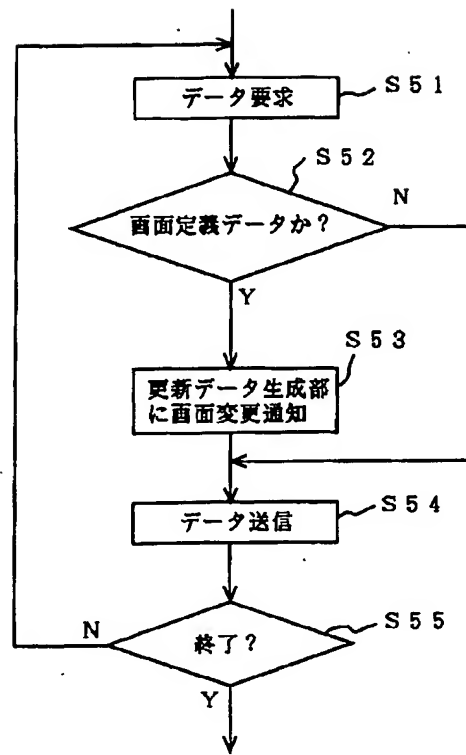 データ要求
S51
S52
画面定義データか？
N
Y
S53
更新データ生成部
に画面変更通知
データ送信
S54
N
終了？
S55
Y